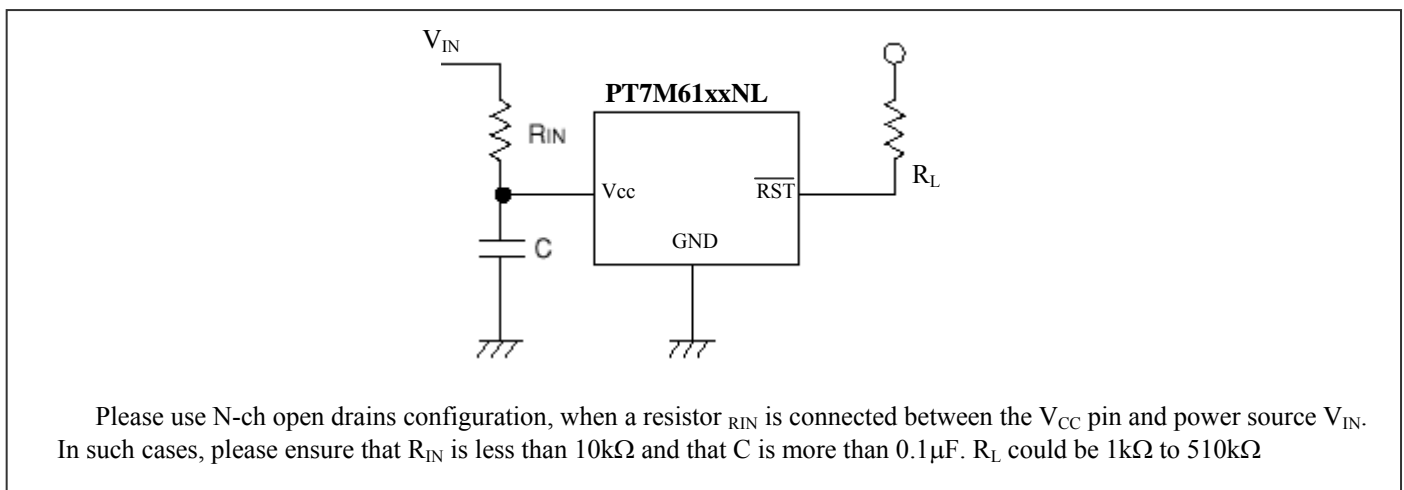 V_IN
PT7M61xxNL
RIN
R_L
Vcc
RST
GND
C
Please use N-ch open drains configuration, when a resistor RIN is connected between the V_CC pin and power source V_IN.
In such cases, please ensure that R_IN is less than 10kΩ and that C is more than 0.1μF. R_L could be 1kΩ to 510kΩ